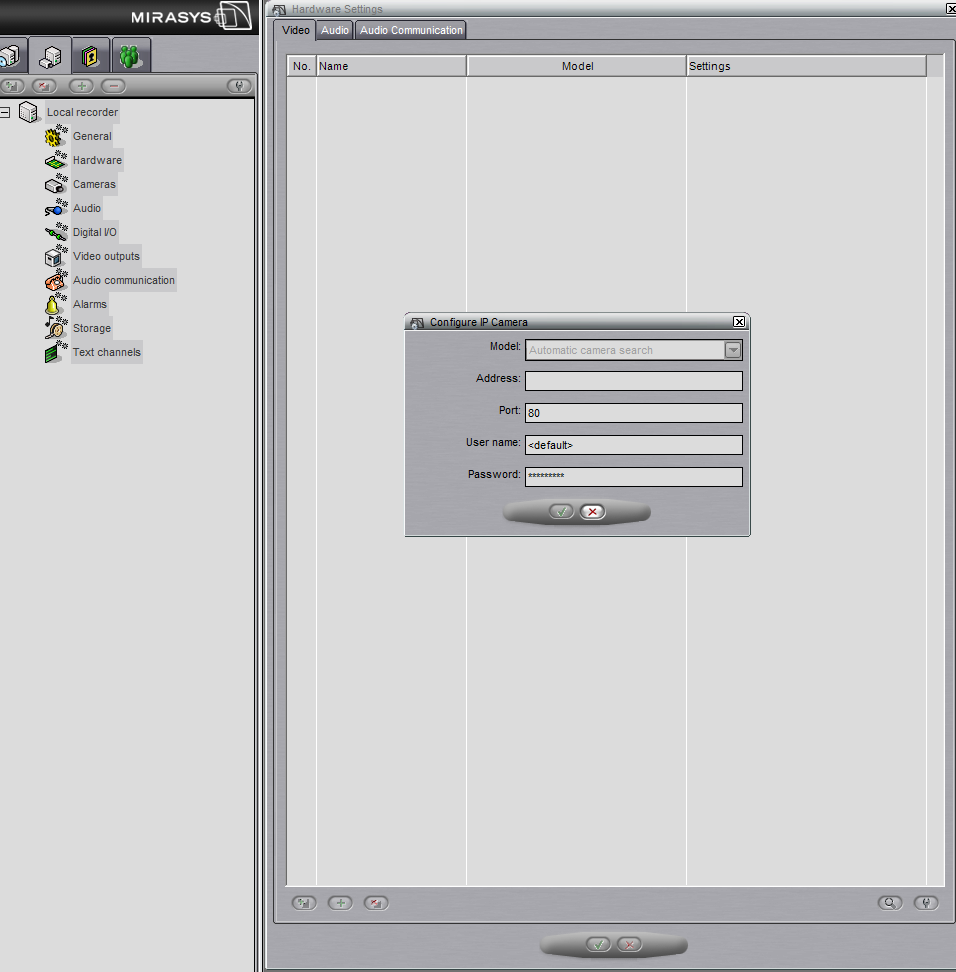 MIRASYS
Local recorder
General
Hardware
Cameras
Audio
Digital I/O
Video outputs
Audio communication
Alarms
Storage
Text channels
Hardware Settings
Video Audio Audio Communication
No. Name Model Settings
Configure IP Camera
Model: Automatic camera search
Address:
Port: 80
User name: <default>
Password: *********